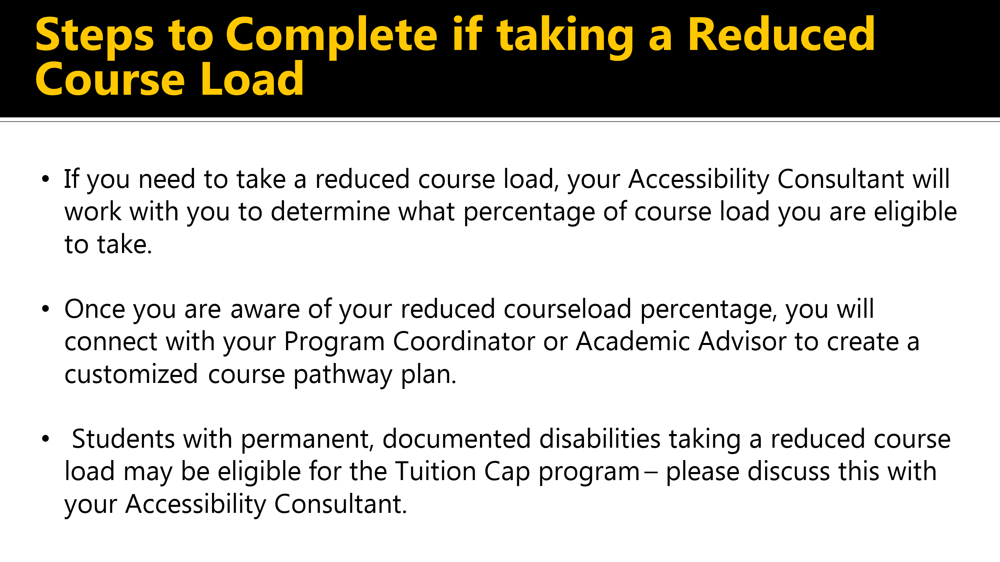 Steps to Complete if taking a Reduced
Course Load
• If you need to take a reduced course load, your Accessibility Consultant will
work with you to determine what percentage of course load you are eligible
to take.
• Once you are aware of your reduced courseload percentage, you will
connect with your Program Coordinator or Academic Advisor to create a
customized course pathway plan.
• Students with permanent, documented disabilities taking a reduced course
load may be eligible for the Tuition Cap program – please discuss this with
your Accessibility Consultant.